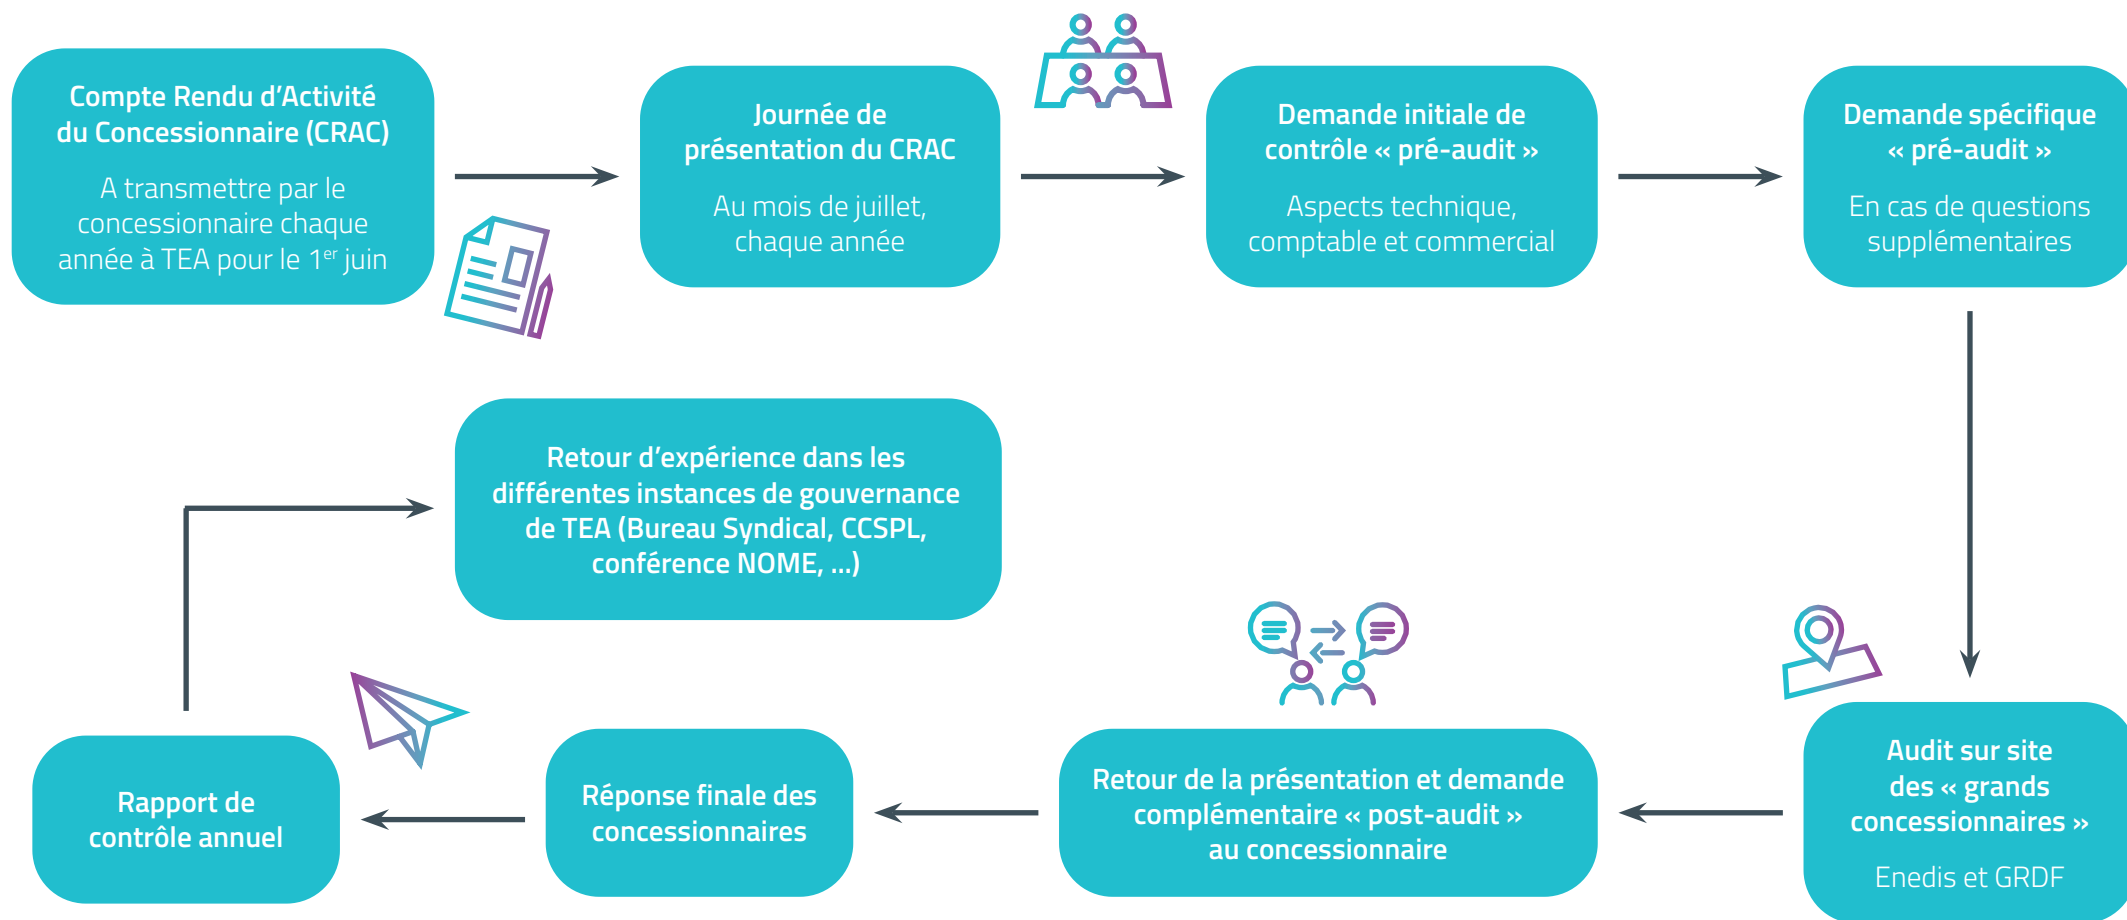 Compte Rendu d’Activité
du Concessionnaire (CRAC)
A transmettre par le
concessionnaire chaque
année à TEA pour le 1er juin
Journée de
présentation du CRAC
Au mois de juillet,
chaque année
Demande initiale de
contrôle « pré-audit »
Aspects technique,
comptable et commercial
Demande spécifique
« pré-audit »
En cas de questions
supplémentaires
Audit sur site
des « grands
concessionnaires »
Enedis et GRDF
Retour de la présentation et demande
complémentaire « post-audit »
au concessionnaire
Réponse finale des
concessionnaires
Rapport de
contrôle annuel
Retour d’expérience dans les
différentes instances de gouvernance
de TEA (Bureau Syndical, CCSPL,
conférence NOME, ...)